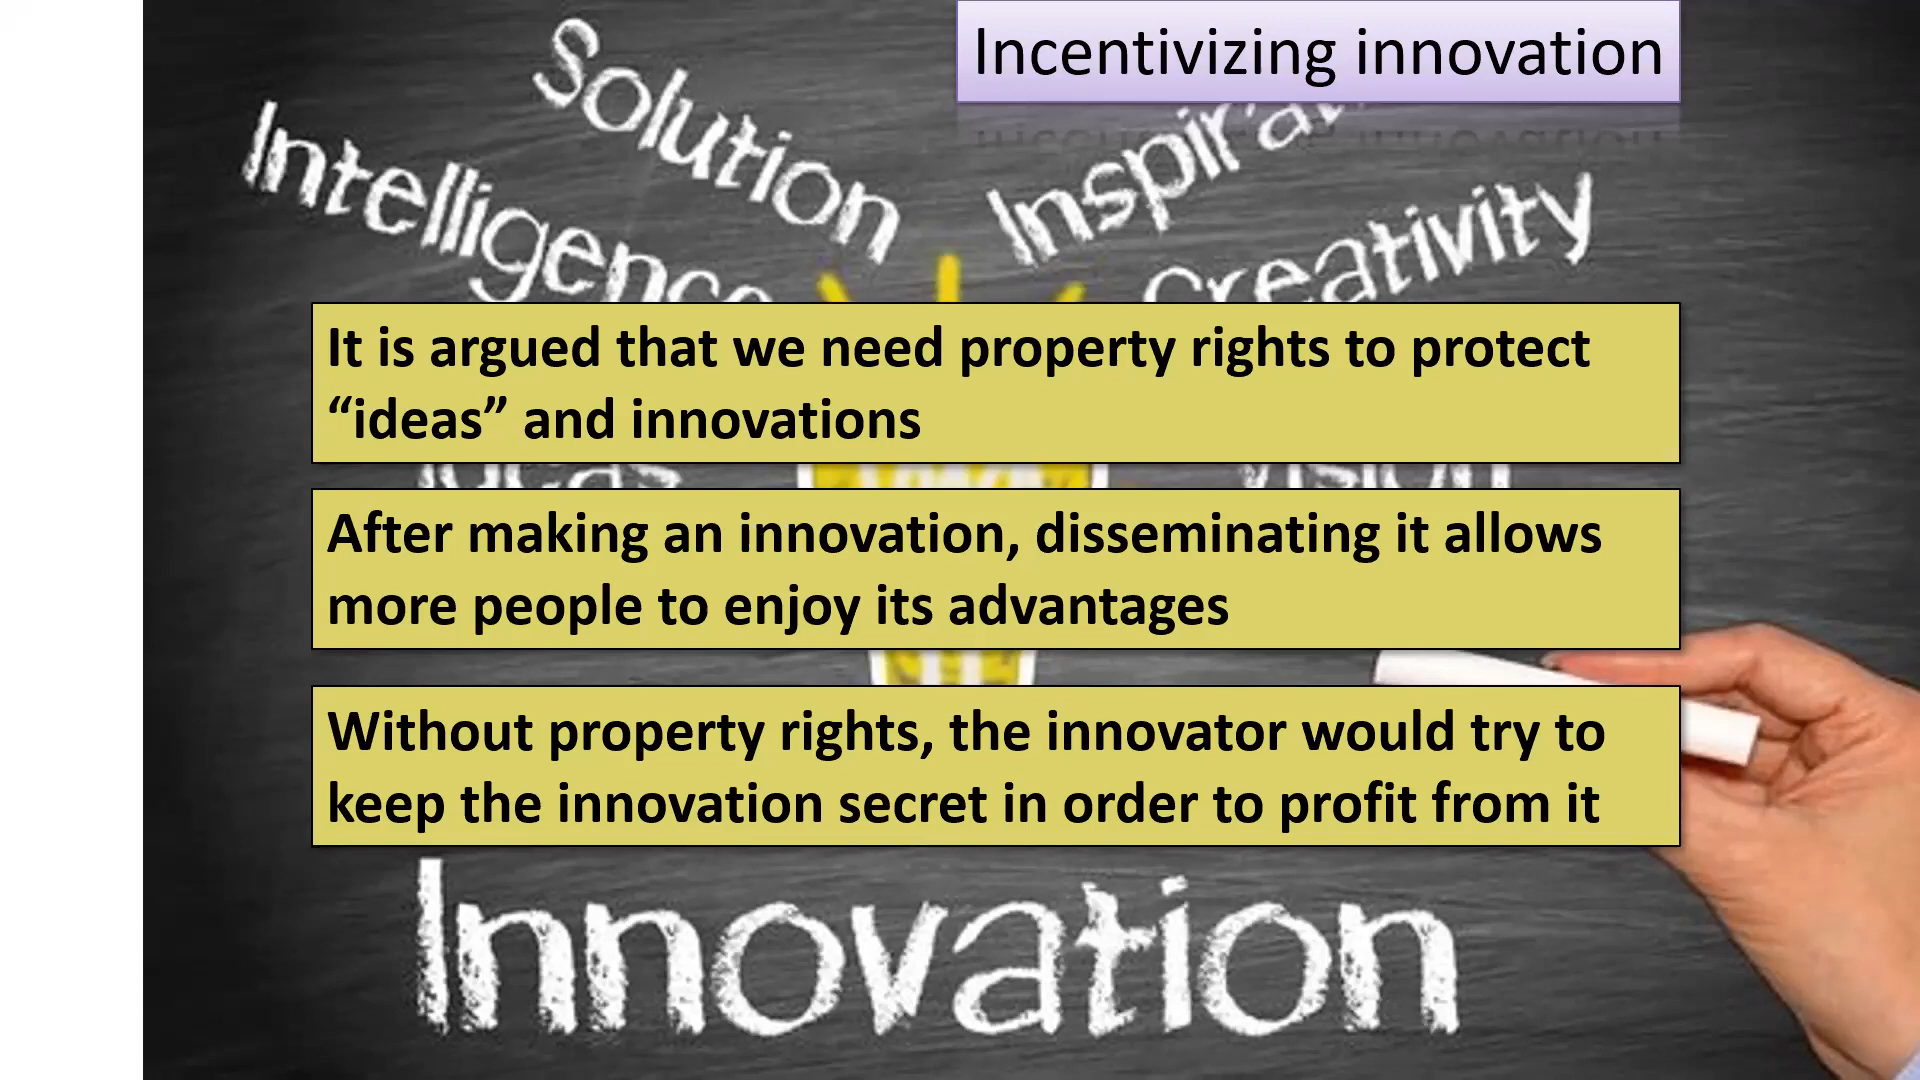 Incentivizing innovation
Solution
Intelligence
Creativity
It is argued that we need property rights to protect
“ideas” and innovations
After making an innovation, disseminating it allows
more people to enjoy its advantages
Without property rights, the innovator would try to
keep the innovation secret in order to profit from it
Innovation